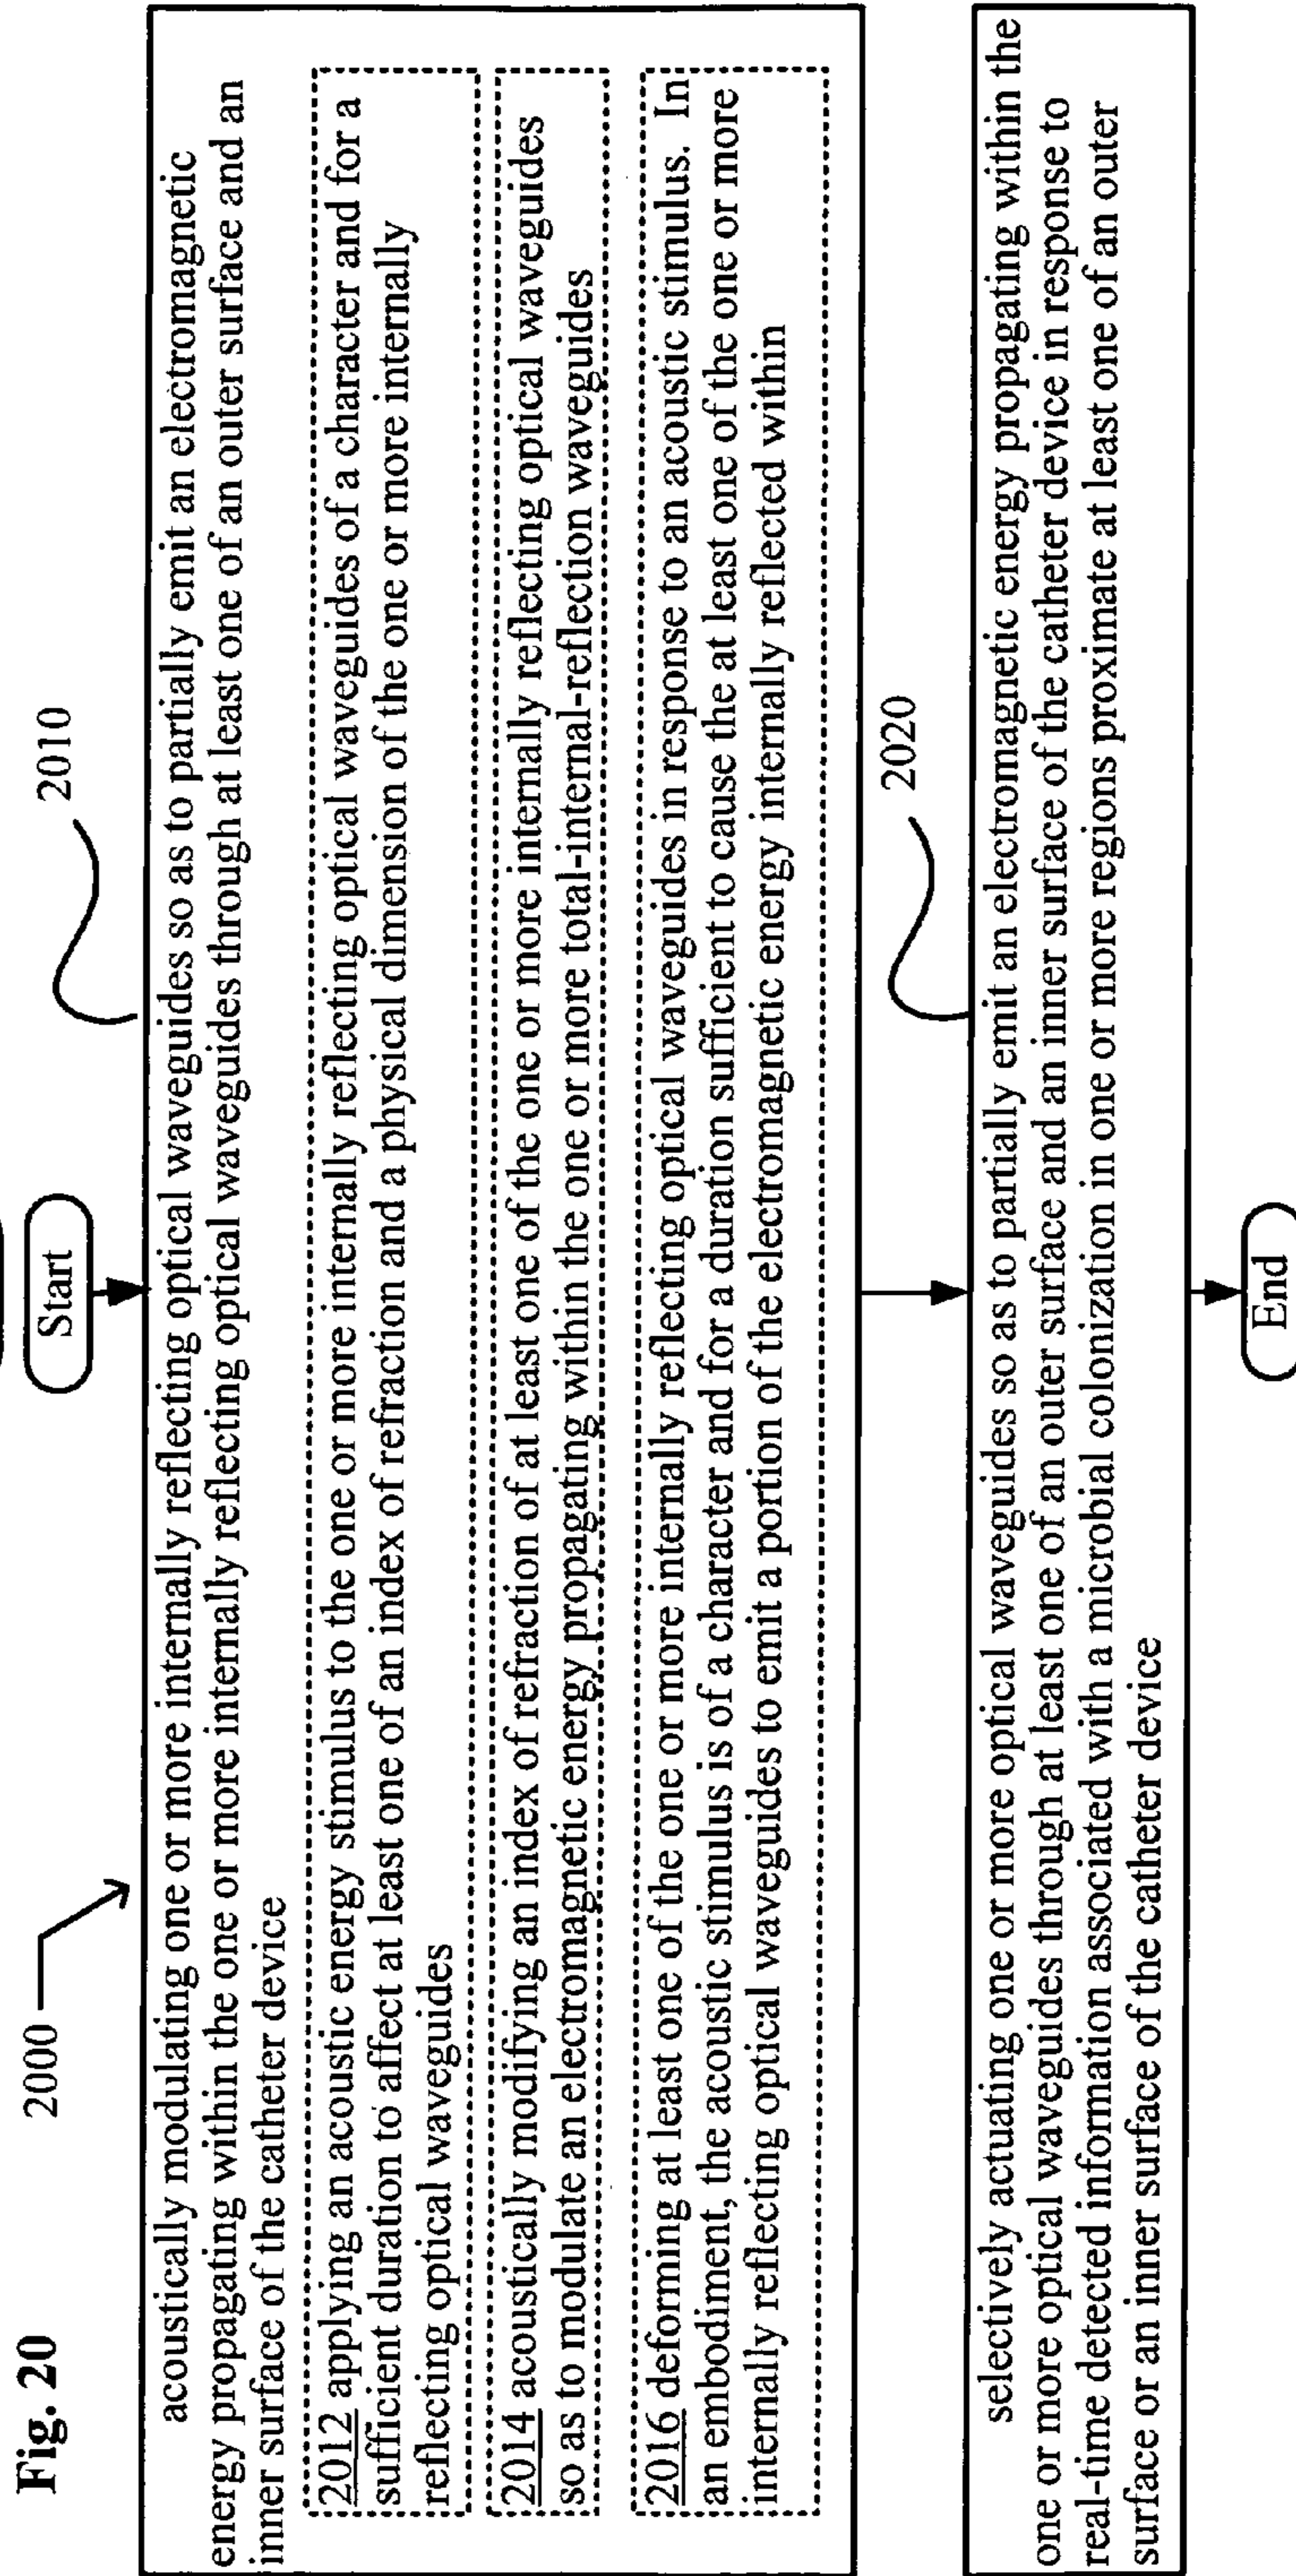 Fig. 20
2000
Start
2010
acoustically modulating one or more internally reflecting optical waveguides so as to partially emit an electromagnetic
energy propagating within the one or more internally reflecting optical waveguides through at least one of an outer surface and an
inner surface of the catheter device
2012 applying an acoustic energy stimulus to the one or more internally reflecting optical waveguides of a character and for a
sufficient duration to affect at least one of an index of refraction and a physical dimension of the one or more internally
reflecting optical waveguides
2014 acoustically modifying an index of refraction of at least one of the one or more internally reflecting optical waveguides
so as to modulate an electromagnetic energy propagating within the one or more total-internal-reflection waveguides
2016 deforming at least one of the one or more internally reflecting optical waveguides in response to an acoustic stimulus. In
an embodiment, the acoustic stimulus is of a character and for a duration sufficient to cause the at least one of the one or more
internally reflecting optical waveguides to emit a portion of the electromagnetic energy internally reflected within
2020
selectively actuating one or more optical waveguides so as to partially emit an electromagnetic energy propagating within the
one or more optical waveguides through at least one of an outer surface and an inner surface of the catheter device in response to
real-time detected information associated with a microbial colonization in one or more regions proximate at least one of an outer
surface or an inner surface of the catheter device
End